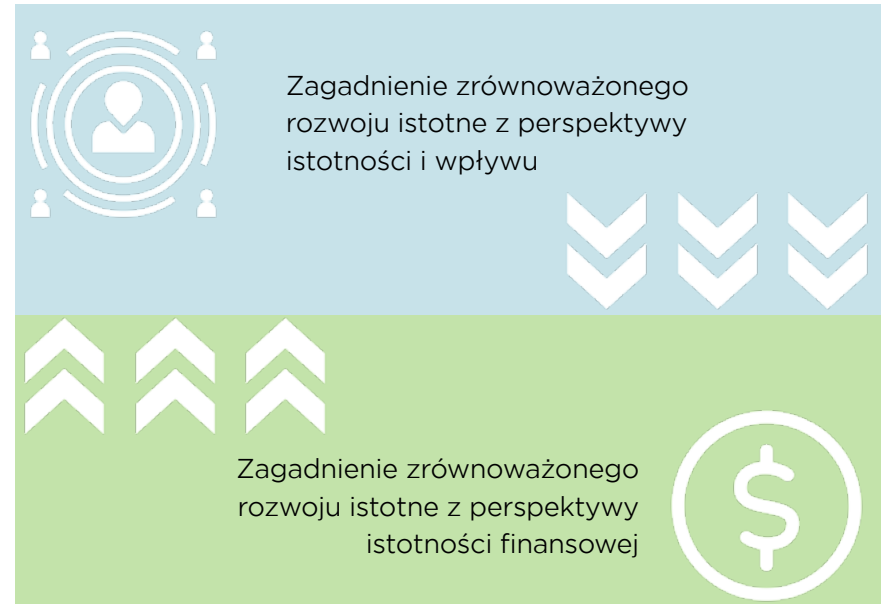 Zagadnienie zrównoważonego
rozwoju istotne z perspektywy
istotności i wpływu
Zagadnienie zrównoważonego
rozwoju istotne z perspektywy
istotności finansowej